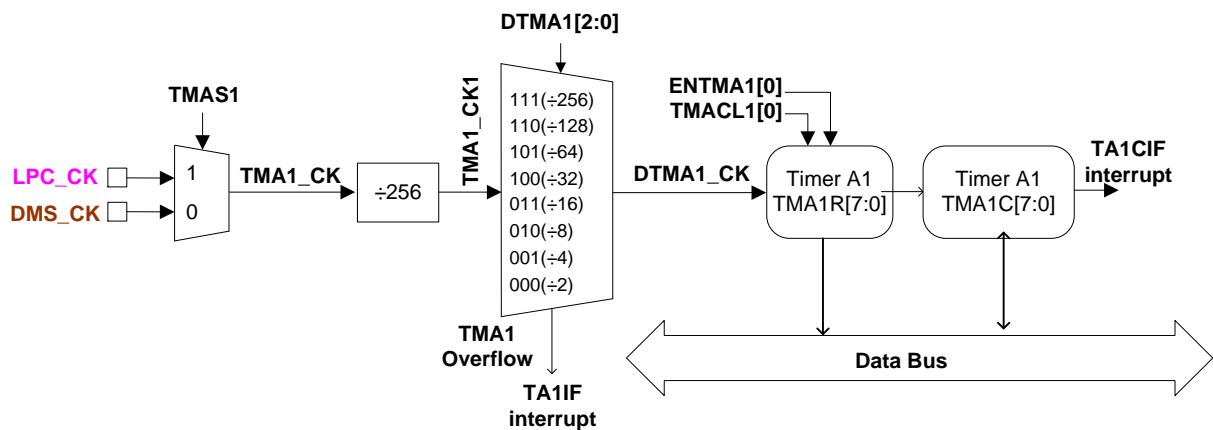 DTMA1[2:0]
TMAS1
LPC_CK
DMS_CK
1
0
TMA1_CK
÷256
TMA1_CK1
111(÷256)
110(÷128)
101(÷64)
100(÷32)
011(÷16)
010(÷8)
001(÷4)
000(÷2)
TMA1
Overflow
TA1IF
interrupt
DTMA1_CK
ENTMA1[0]
TMACL1[0]
Timer A1
TMA1R[7:0]
Timer A1
TMA1C[7:0]
TA1CIF
interrupt
Data Bus